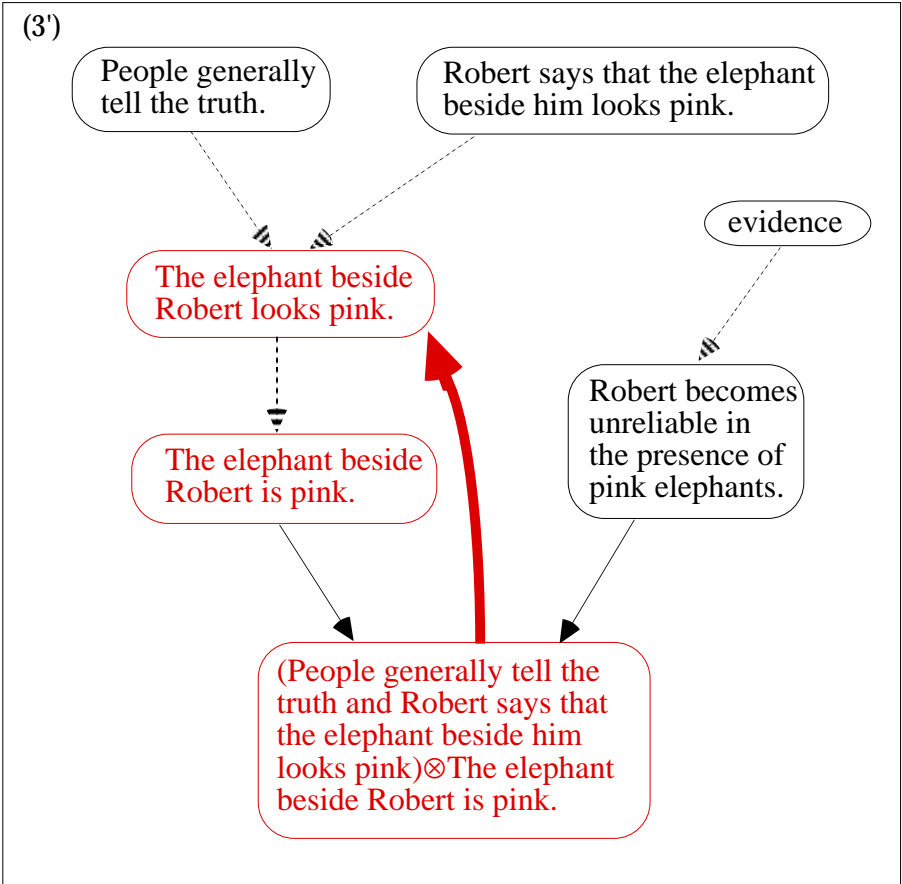 (3')
People generally
tell the truth.
Robert says that the elephant
beside him looks pink.
evidence
The elephant beside
Robert looks pink.
Robert becomes
unreliable in
the presence of
pink elephants.
The elephant beside
Robert is pink.
(People generally tell the
truth and Robert says that
the elephant beside him
looks pink)⊗The elephant
beside Robert is pink.